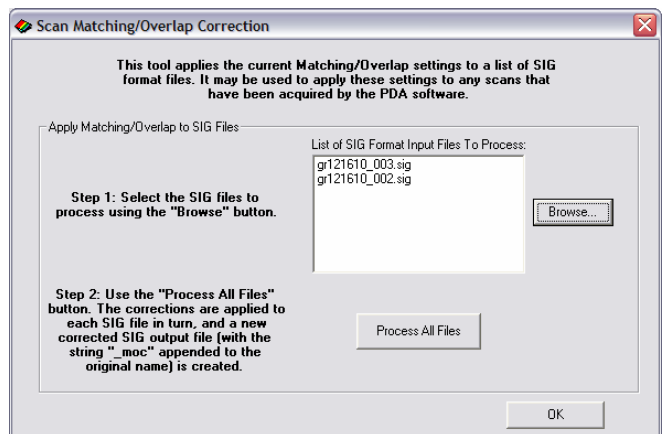 Scan Matching/Overlap Correction
This tool applies the current Matching/Overlap settings to a list of SIG
format files. It may be used to apply these settings to any scans that
have been acquired by the PDA software.
Apply Matching/Overlap to SIG Files
List of SIG Format Input Files To Process:
gr121610_003.sig
gr121610_002.sig
Step 1: Select the SIG files to
process using the "Browse" button.
Browse...
Step 2: Use the "Process All Files"
button. The corrections are applied to
each SIG file in turn, and a new
corrected SIG output file (with the
string "_moc" appended to the
original name) is created.
Process All Files
OK